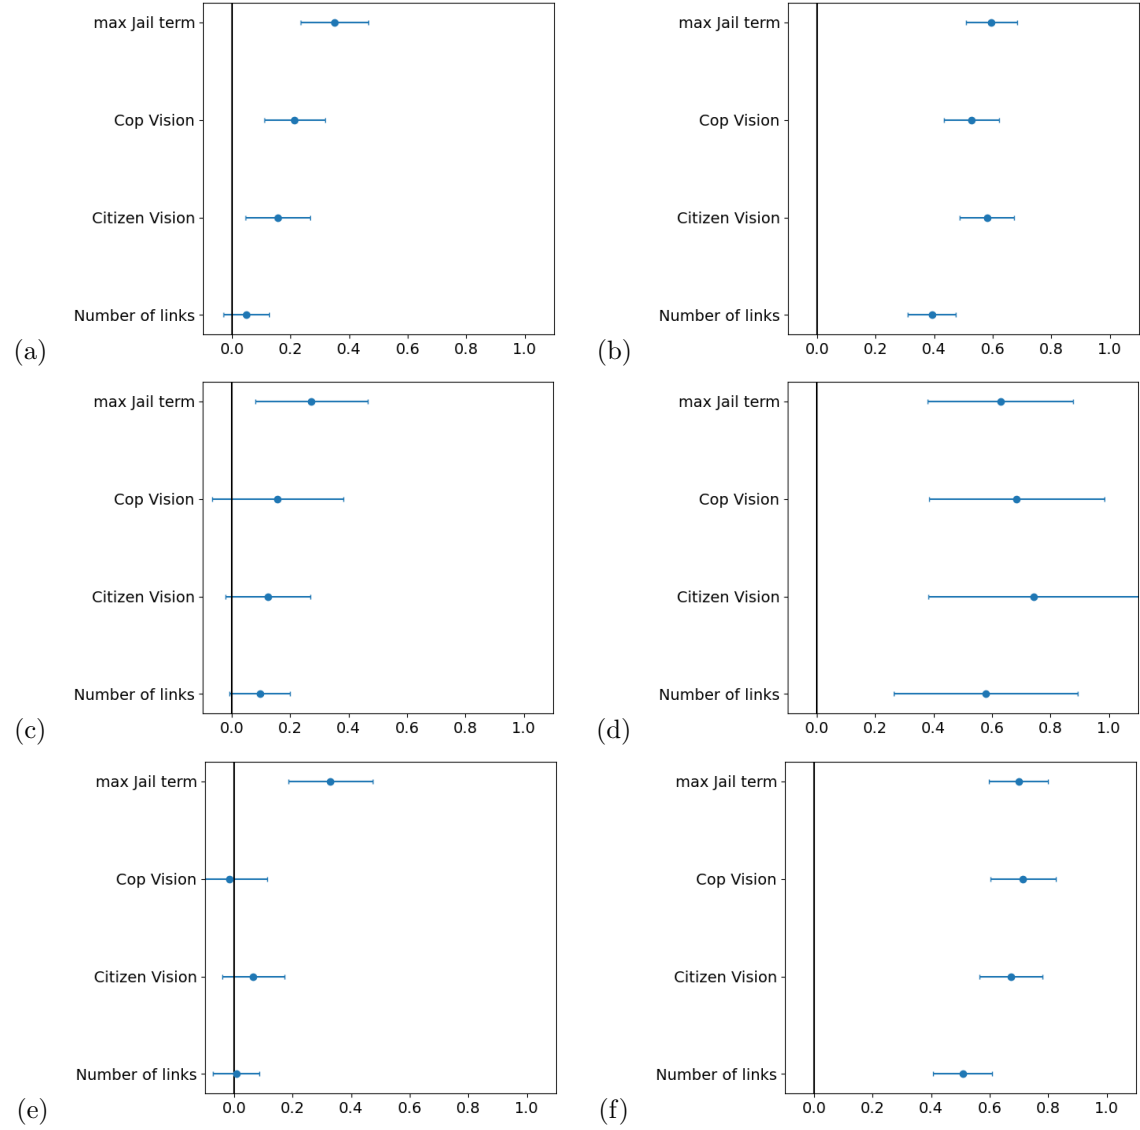 max Jail term
Cop Vision
Citizen Vision
Number of links
0.0 0.2 0.4 0.6 0.8 1.0
(a)
max Jail term
Cop Vision
Citizen Vision
Number of links
0.0 0.2 0.4 0.6 0.8 1.0
(b)
max Jail term
Cop Vision
Citizen Vision
Number of links
0.0 0.2 0.4 0.6 0.8 1.0
(c)
max Jail term
Cop Vision
Citizen Vision
Number of links
0.0 0.2 0.4 0.6 0.8 1.0
(d)
max Jail term
Cop Vision
Citizen Vision
Number of links
0.0 0.2 0.4 0.6 0.8 1.0
(e)
max Jail term
Cop Vision
Citizen Vision
Number of links
0.0 0.2 0.4 0.6 0.8 1.0
(f)